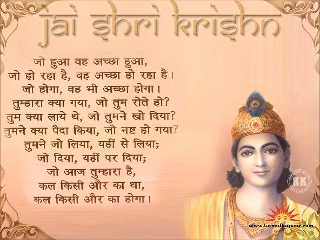 Jai Shri Krishn
जो हुआ वह अच्छा हुआ,
जो हो रहा है, वह अच्छा हो रहा है।
जो होगा, वह भी अच्छा होगा।
तुम्हारा क्या गया, जो तुम रोते हो?
तुम क्या लाये थे, जो तुमने खो दिया?
तुमने क्या पैदा किया, जो नष्ट हो गया?
तुमने जो लिया, यहीं से लिया;
जो दिया, यहीं पर दिया;
जो आज तुम्हारा है,
कल किसी और का था,
कल किसी और का होगा।